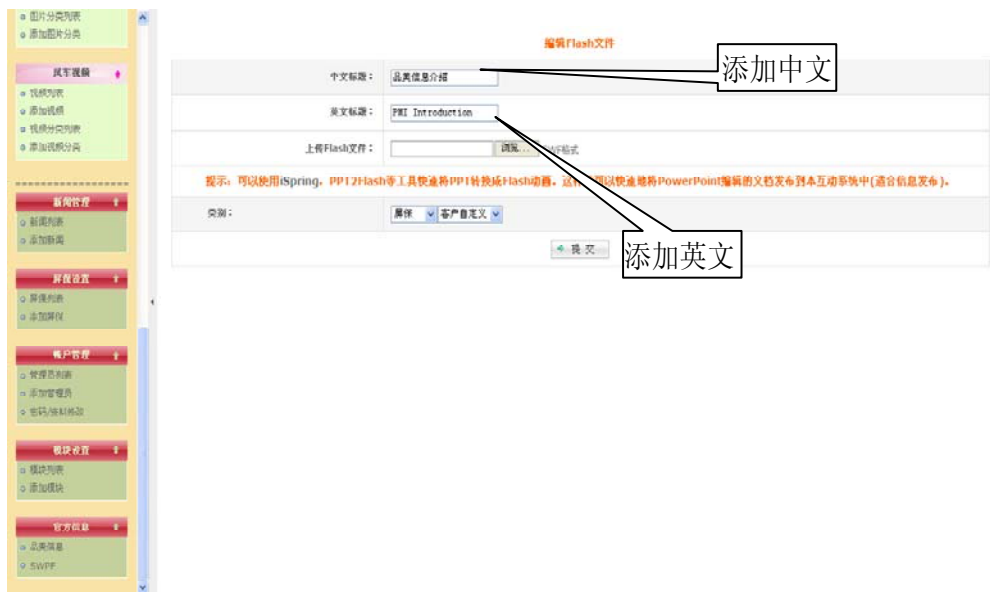 图片分类列表
添加图片分类
风车视频
视频列表
添加视频
视频分类列表
添加视频分类
新闻管理
新闻列表
添加新闻
屏保设置
屏保列表
添加屏保
帐户管理
管理员列表
添加管理员
密码/资料修改
模块设置
模块列表
添加模块
官方信息
品类信息
SWPF
编辑Flash文件
中文标题：
品类信息介绍
添加中文
英文标题：
PMI Introduction
上传Flash文件：
浏览...
SWF格式
提示：可以使用iSpring、PPT2Flash等工具快速将PPT转换成Flash动画。这样可以快速地将PowerPoint编辑的文档发布到本互动系统中(适合信息发布)。
类别：
屏保
客户自定义
提 交
添加英文